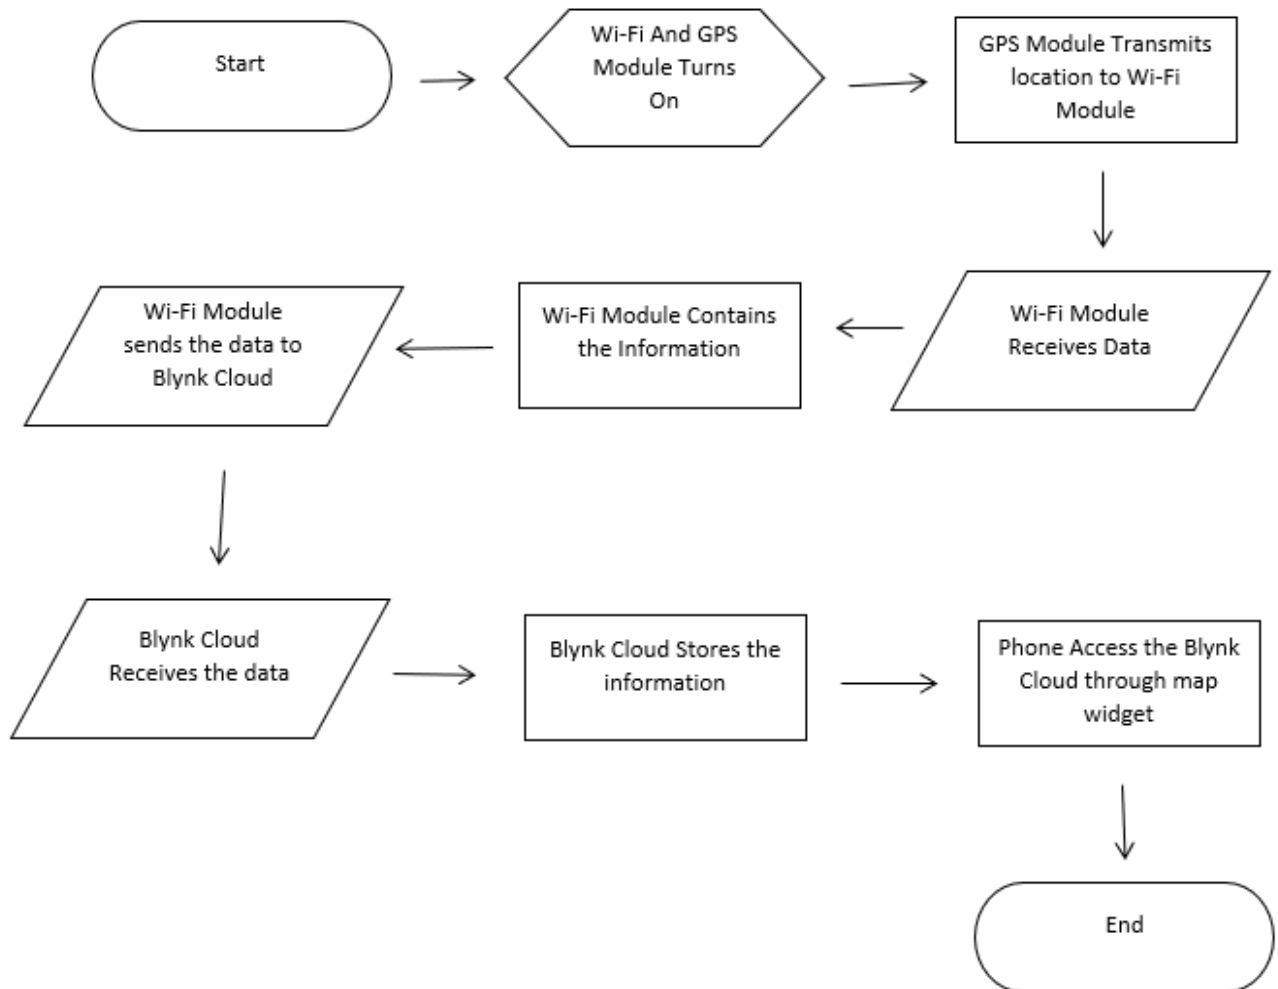 Start
Wi-Fi And GPS
Module Turns
On
GPS Module Transmits
location to Wi-Fi
Module
Wi-Fi Module
Receives Data
Wi-Fi Module Contains
the Information
Wi-Fi Module
sends the data to
Blynk Cloud
Blynk Cloud
Receives the data
Blynk Cloud Stores the
information
Phone Access the Blynk
Cloud through map
widget
End